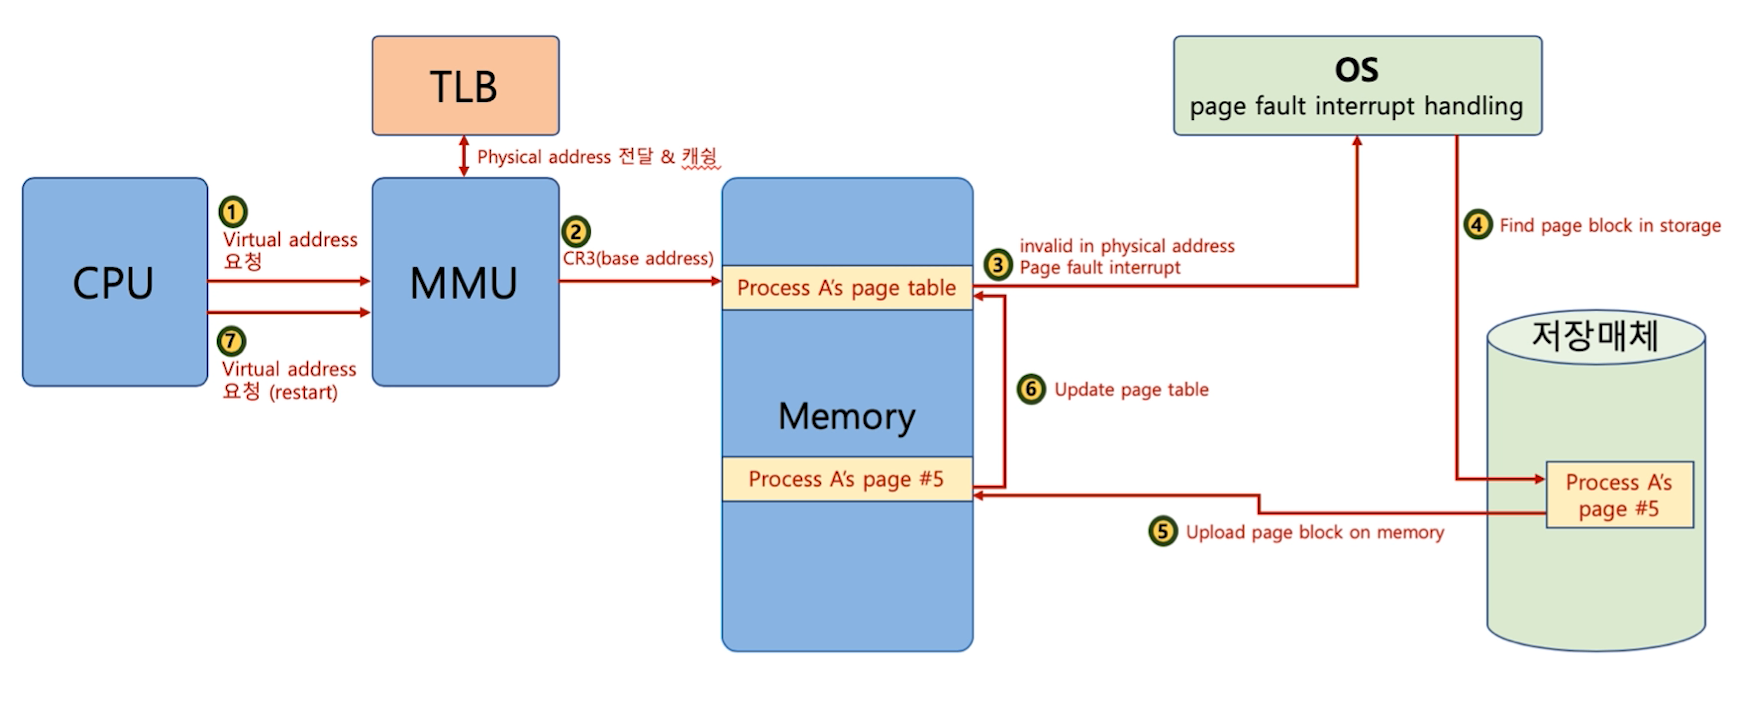 TLB
OS
page fault interrupt handling
Physical address 전달 & 캐슁
1
Virtual address
요청
CPU
MMU
2
CR3(base address)
Process A's page table
3
invalid in physical address
Page fault interrupt
4
Find page block in storage
7
Virtual address
요청 (restart)
Memory
6
Update page table
저장매체
Process A's page #5
Process A's
page #5
5
Upload page block on memory